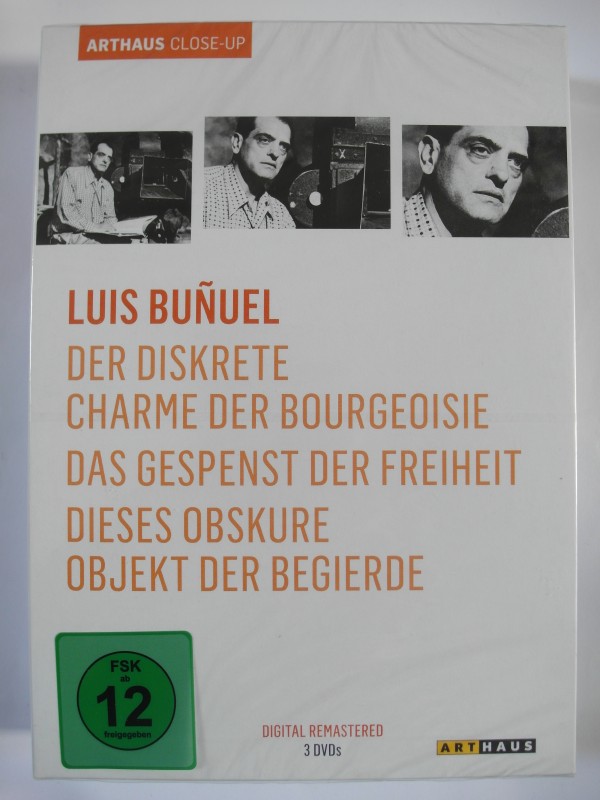 ARTHAUS CLOSE-UP
LUIS BUÑUEL
DER DISKRETE
CHARME DER BOURGEOISIE
DAS GESPENST DER FREIHEIT
DIESES OBSKURE
OBJEKT DER BEGIERDE
FSK
ab
12
freigegeben
DIGITAL REMASTERED
3 DVDs
ARTHAUS